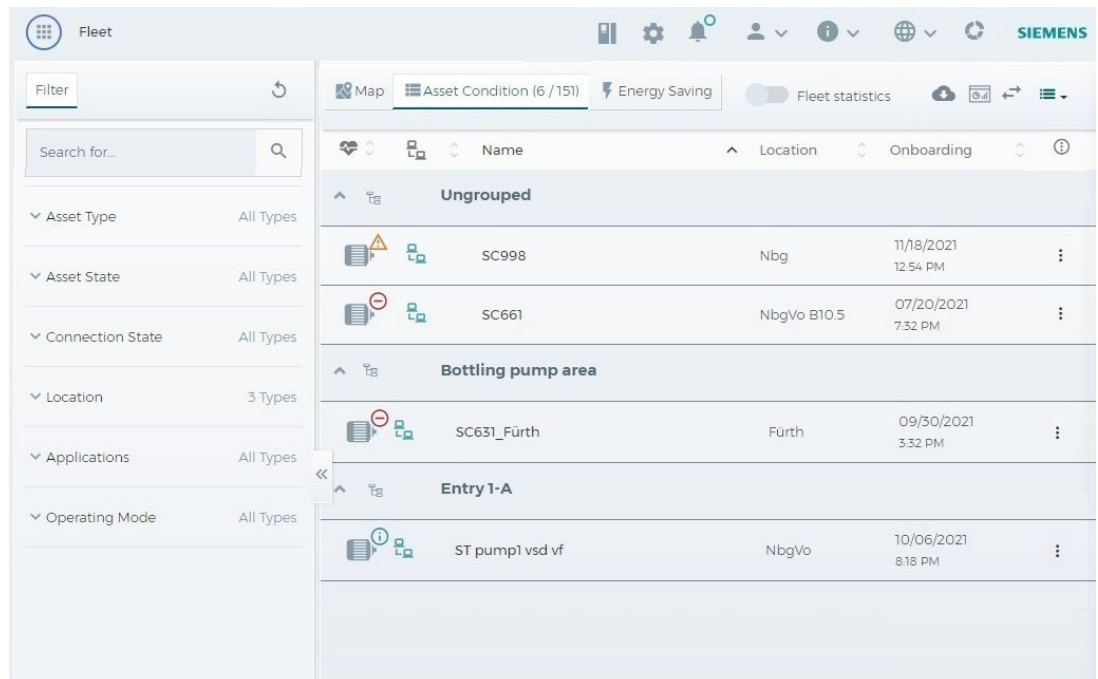 Fleet
SIEMENS
Filter
Map
Asset Condition (6 / 151)
Energy Saving
Fleet statistics
Search for...
Name
Location
Onboarding
Asset Type
All Types
Asset State
All Types
Connection State
All Types
Location
3 Types
Applications
All Types
Operating Mode
All Types
Ungrouped
SC998
Nbg
11/18/2021
12:54 PM
SC661
NbgVo B10.5
07/20/2021
7:32 PM
Bottling pump area
SC631_Fürth
Fürth
09/30/2021
3:32 PM
Entry 1-A
ST pump1 vsd vf
NbgVo
10/06/2021
8:18 PM